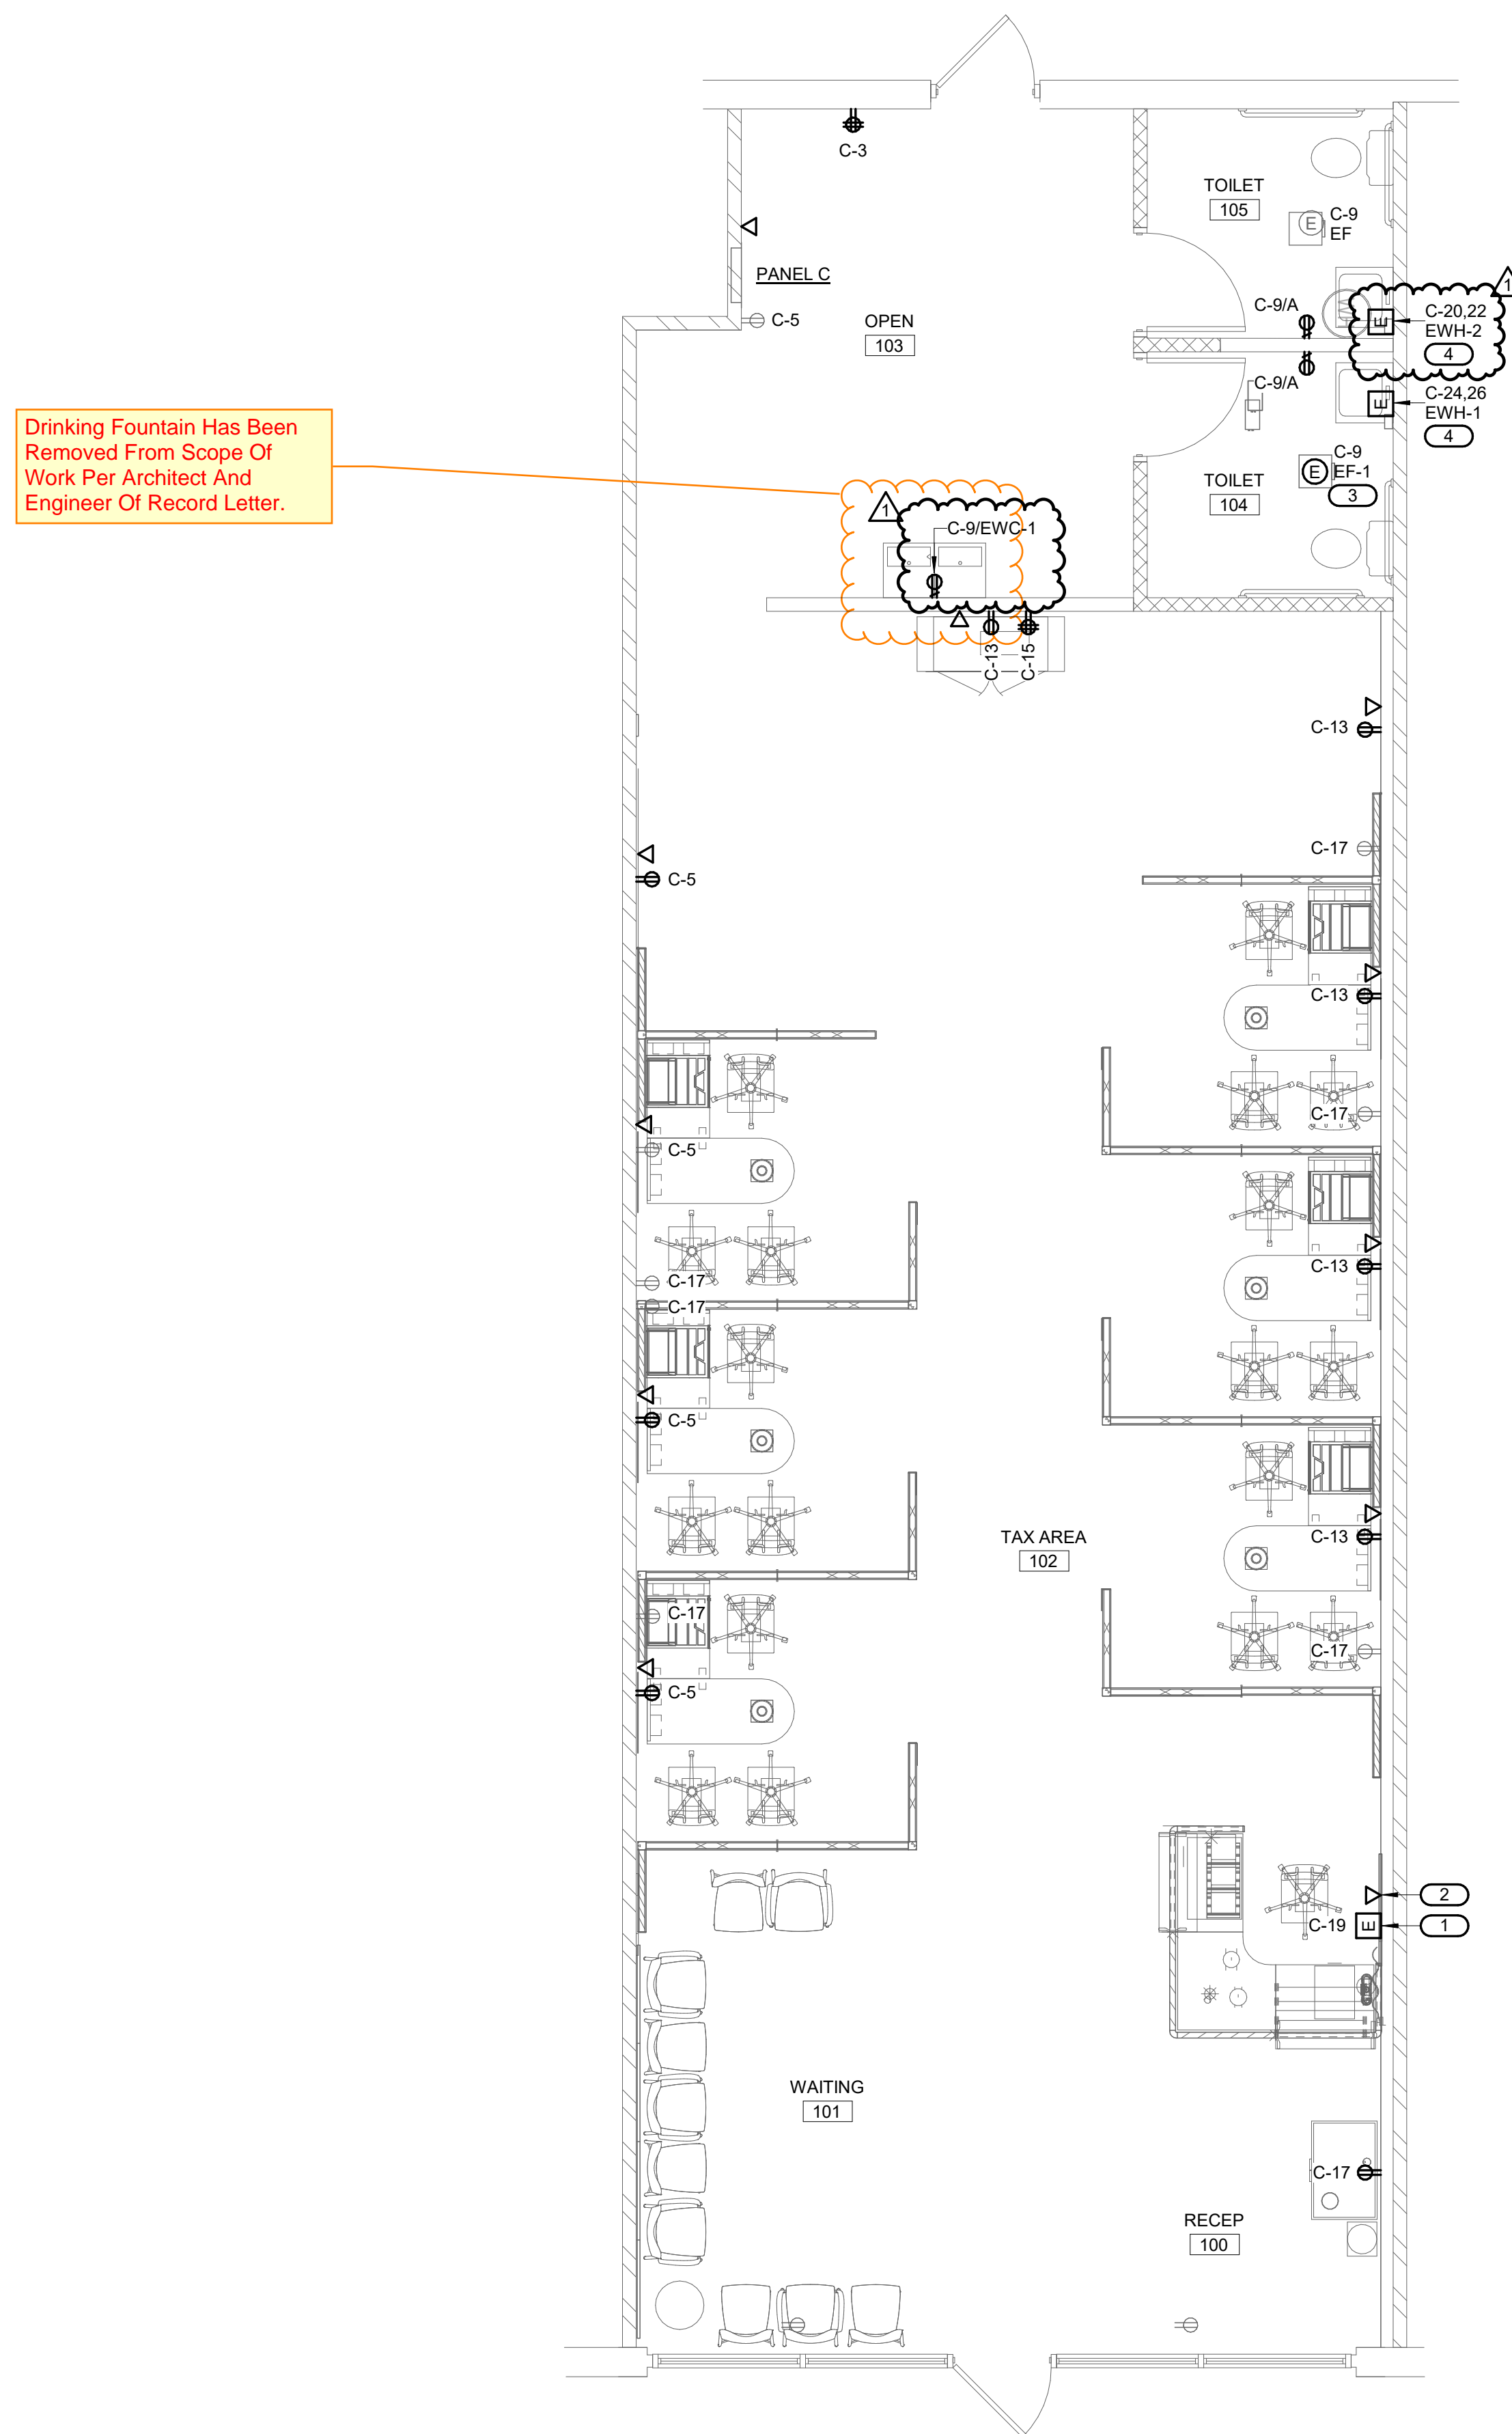 C-3
TOILET
105
C-9
EF
PANEL C
C-5
OPEN
103
C-9/A
1
C-20,22
EWH-2
4
C-9/A
C-24,26
EWH-1
4
Drinking Fountain Has Been
Removed From Scope Of
Work Per Architect And
Engineer Of Record Letter.
C-9
E
EF-1
3
E
E
E
TOILET
104
1
C-9/EWC-1
C-13
C-15
C-13
C-17
C-5
C-13
C-17
C-5
C-13
C-17
C-17
C-5
C-13
TAX AREA
102
C-17
C-17
C-5
2
C-19
E
1
WAITING
101
C-17
RECEP
100